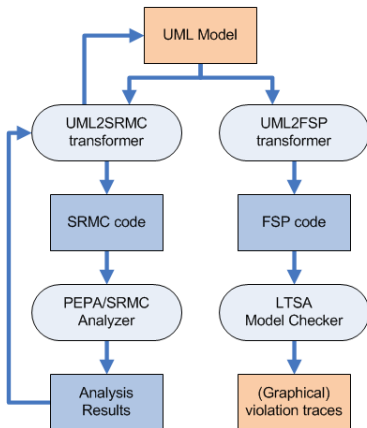 UML Model
UML2SRMC
transformer
UML2FSP
transformer
SRMC code
FSP code
PEPA/SRMC
Analyzer
LTSA
Model Checker
Analysis
Results
(Graphical)
violation traces